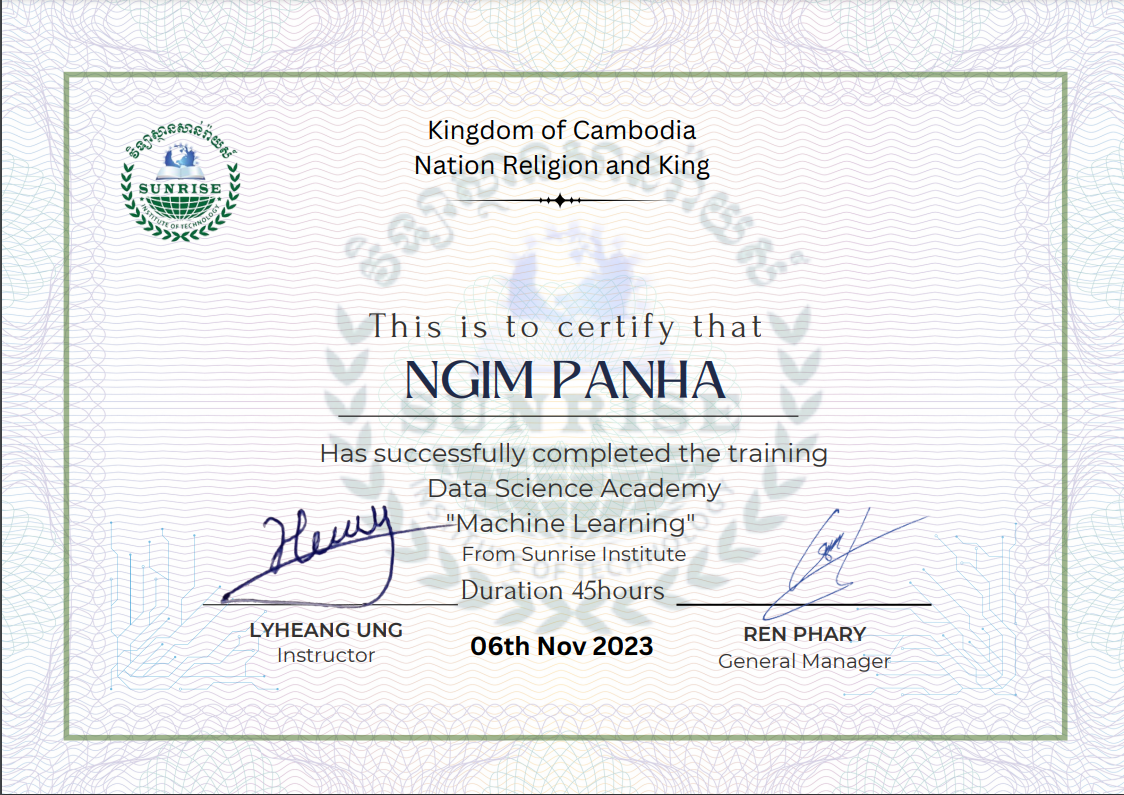 វិទ្យាស្ថានសាន់រ៉ាយស៍
SUNRISE
INSTITUTE OF TECHNOLOGY
Kingdom of Cambodia
Nation Religion and King
This is to certify that
NGIM PANHA
Has successfully completed the training
Data Science Academy
"Machine Learning"
From Sunrise Institute
Duration 45hours
LYHEANG UNG
Instructor
06th Nov 2023
REN PHARY
General Manager